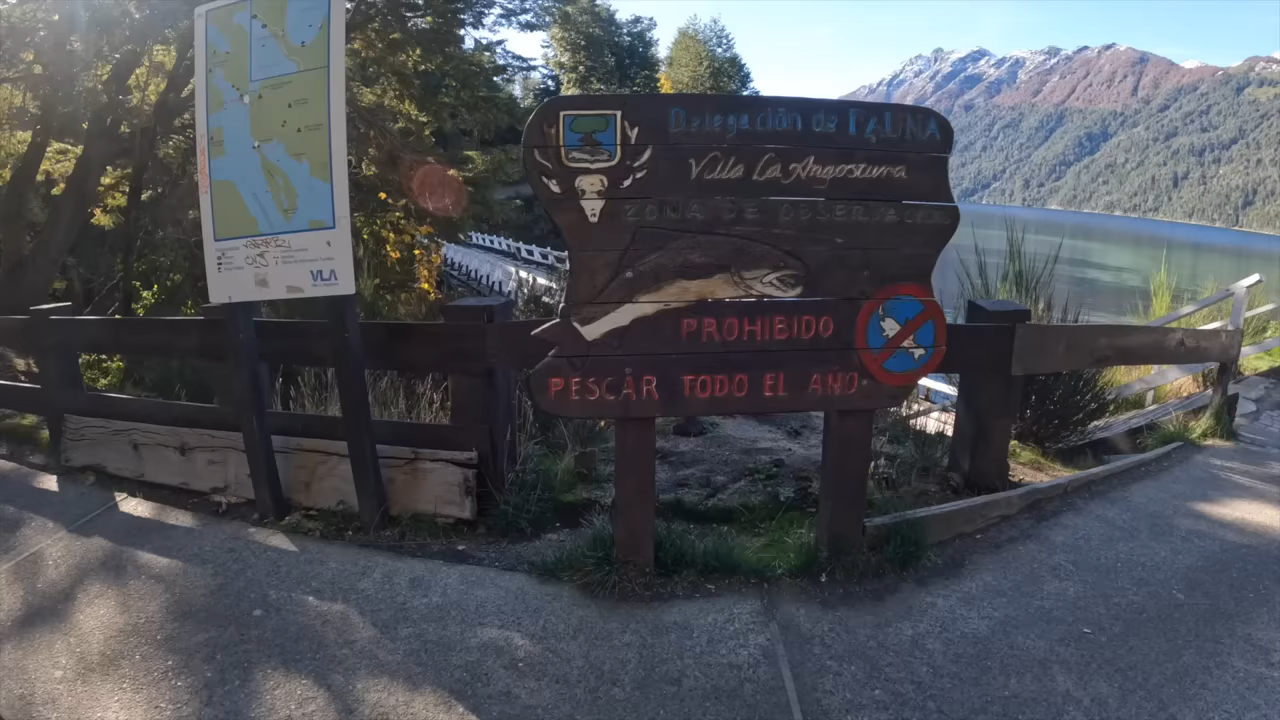 VLA
Delegación de FAUNA
Villa La Angostura
ZONA DE OBSERVACION
PROHIBIDO
PESCAR TODO EL AÑO